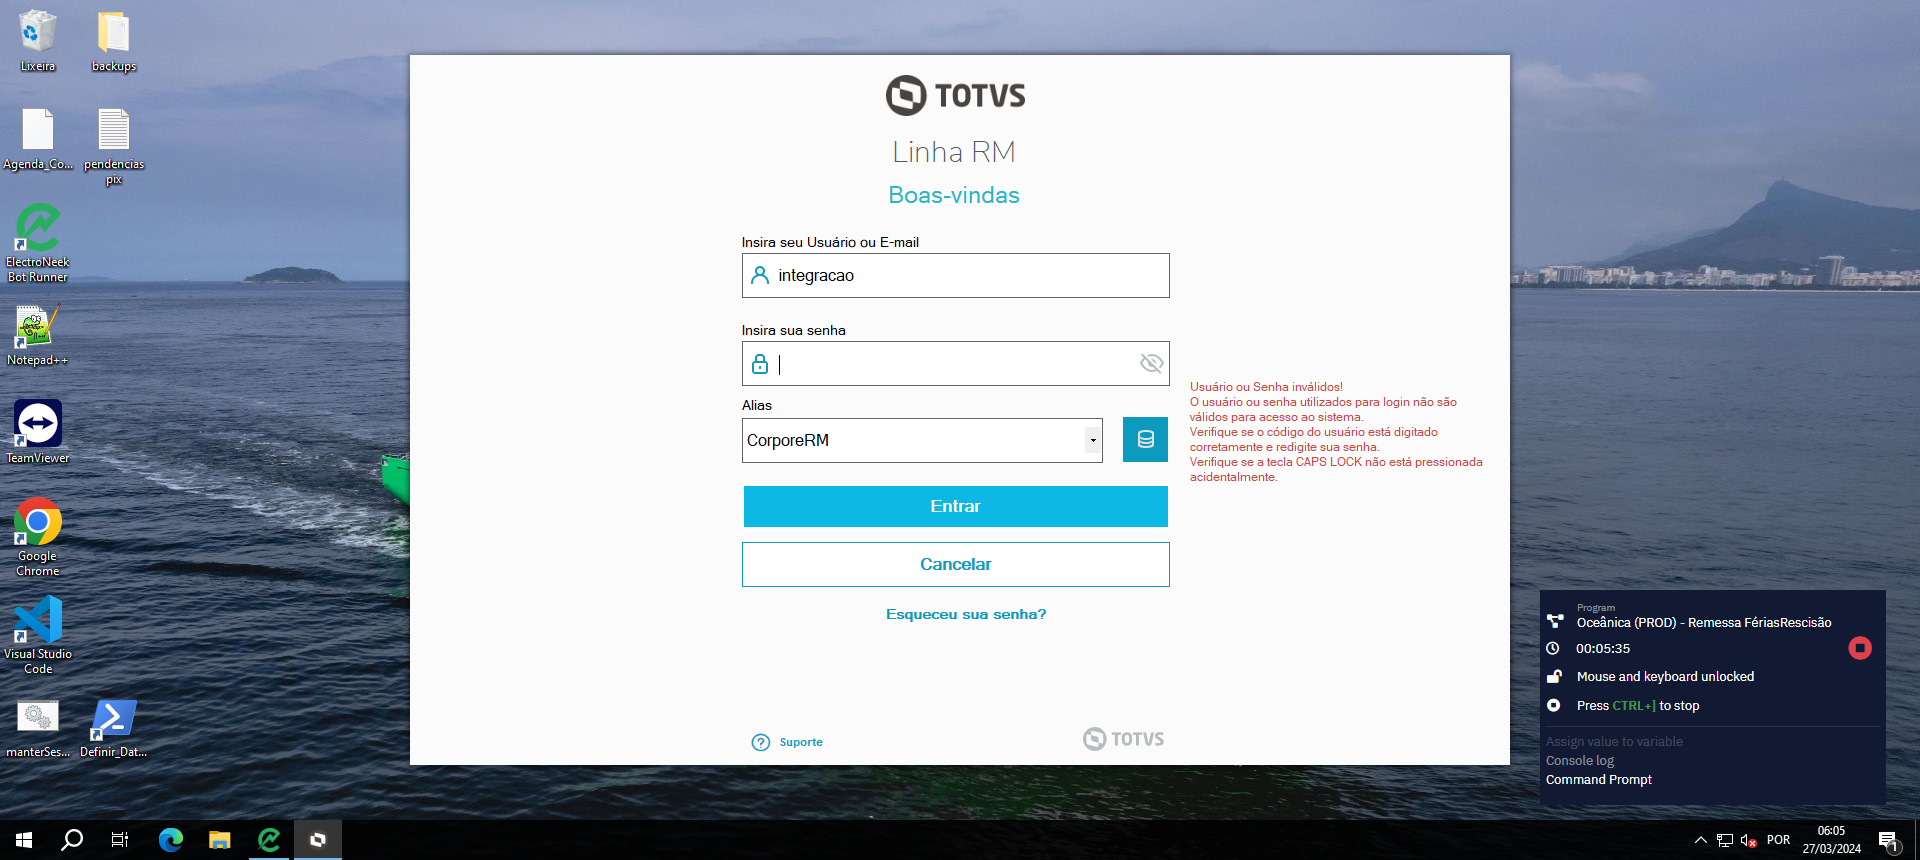 Lixeira
backups
Agenda_Co...
pendencias
pix
ElectroNeek
Bot Runner
Notepad++
TeamViewer
Google
Chrome
Visual Studio
Code
manterSes...
Definir_Dat...
TOTVS
Linha RM
Boas-vindas
Insira seu Usuário ou E-mail
integracao
Insira sua senha
Alias
CorporeRM
Usuário ou Senha inválidos!
O usuário ou senha utilizados para login não são
válidos para acesso ao sistema.
Verifique se o código do usuário está digitado
corretamente e redigite sua senha.
Verifique se a tecla CAPS LOCK não está pressionada
acidentalmente.
Entrar
Cancelar
Esqueceu sua senha?
Suporte
TOTVS
Program
Oceânica (PROD) - Remessa FériasRescisão
00:05:35
Mouse and keyboard unlocked
Press CTRL+] to stop
Assign value to variable
Console log
Command Prompt
POR
06:05
27/03/2024
1